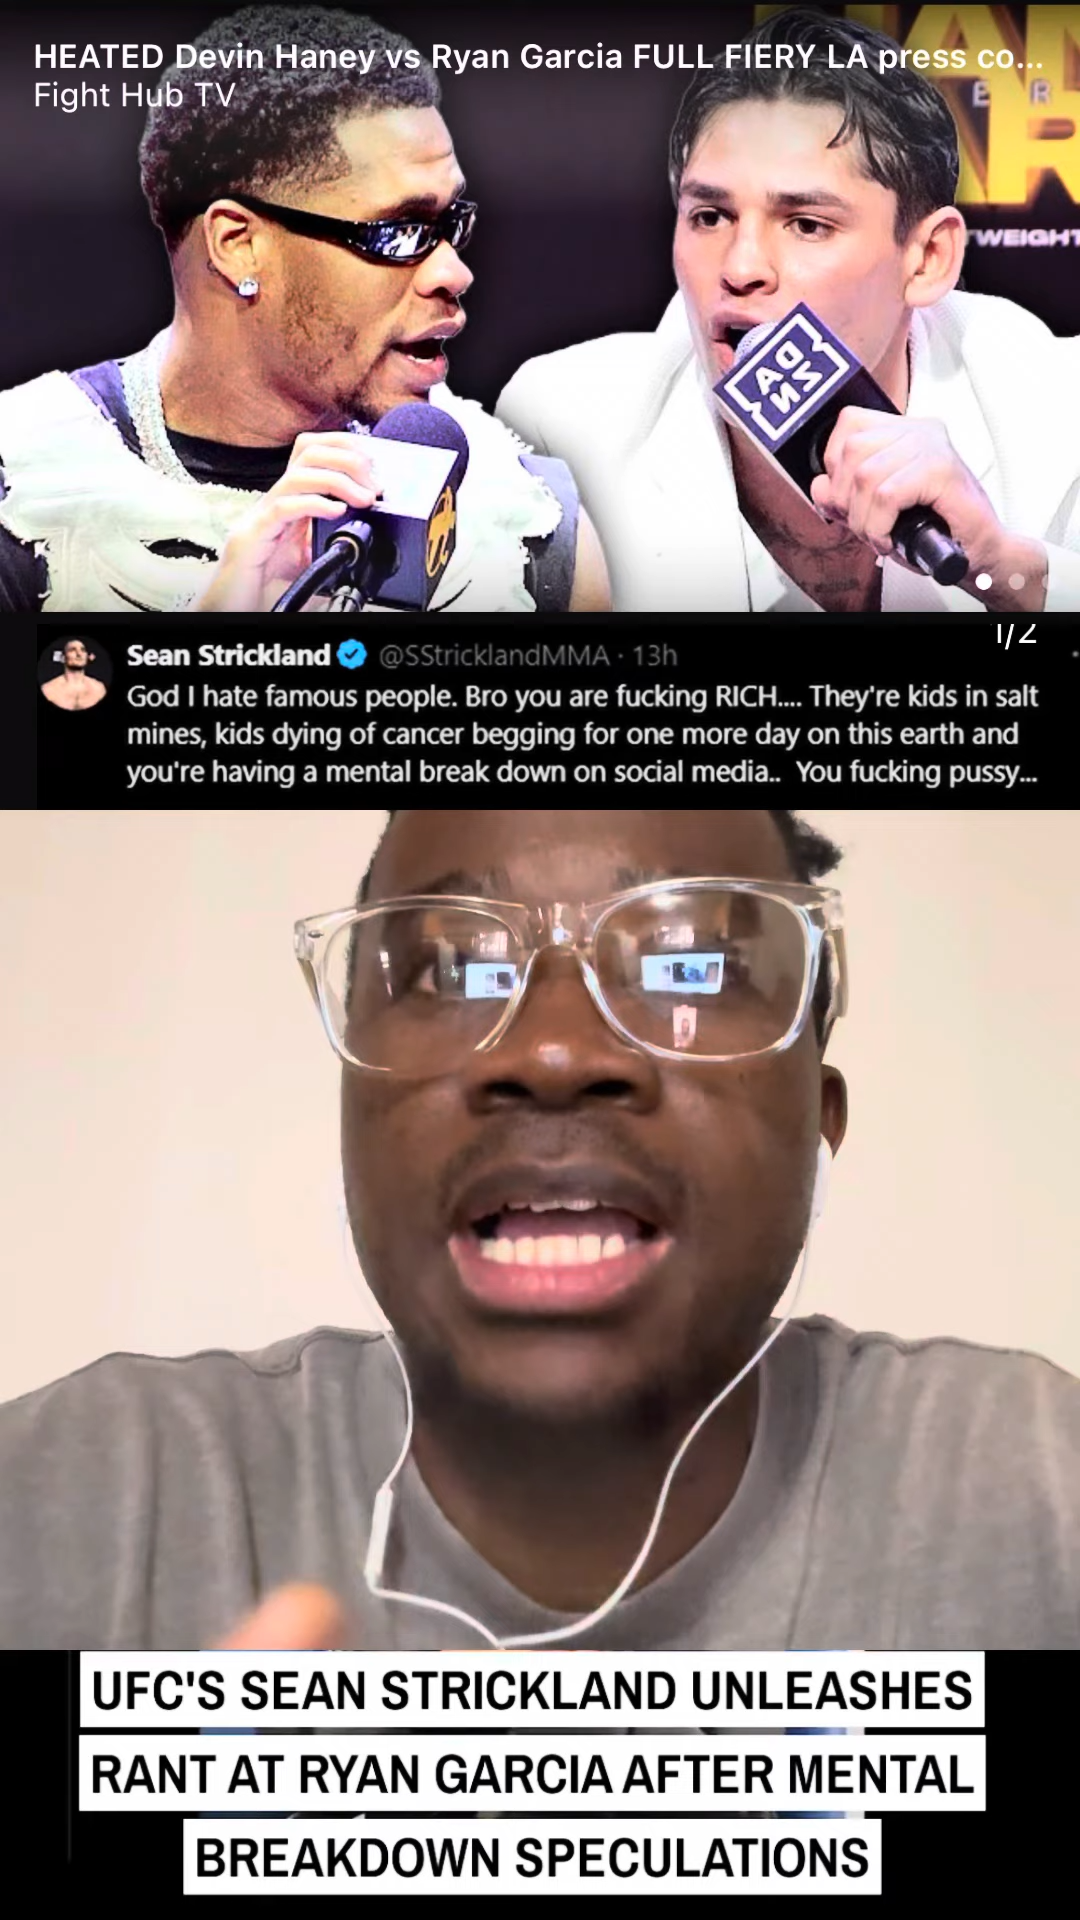 HEATED Devin Haney vs Ryan Garcia FULL FIERY LA press co...
Fight Hub TV
TWEIGHT
DA
ZN
1/2
Sean Strickland @SStricklandMMA · 13h
God I hate famous people. Bro you are fucking RICH.... They're kids in salt
mines, kids dying of cancer begging for one more day on this earth and
you're having a mental break down on social media.. You fucking pussy...
UFC'S SEAN STRICKLAND UNLEASHES
RANT AT RYAN GARCIA AFTER MENTAL
BREAKDOWN SPECULATIONS